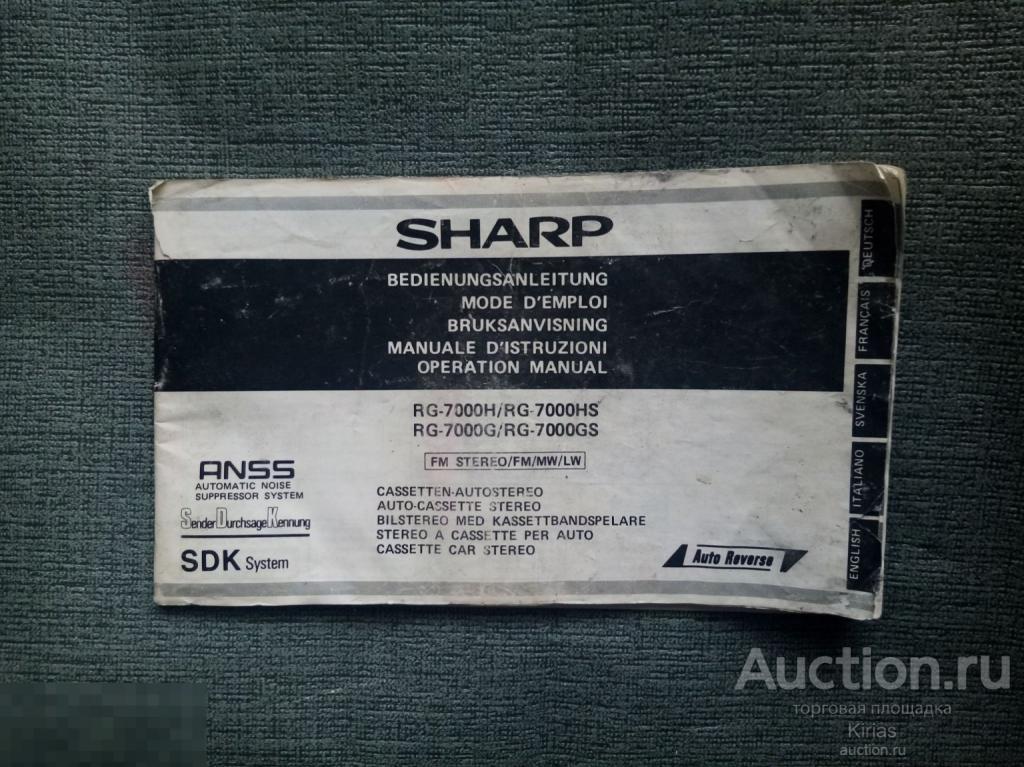 SHARP
BEDIENUNGSANLEITUNG
MODE D'EMPLOI
BRUKSANVISNING
MANUALE D'ISTRUZIONI
OPERATION MANUAL
RG-7000H/RG-7000HS
RG-7000G/RG-7000GS
FM STEREO/FM/MW/LW
ANSS
AUTOMATIC NOISE
SUPPRESSOR SYSTEM
SenderDurchsageKennung
SDK System
CASSETTEN-AUTOSTEREO
AUTO-CASSETTE STEREO
BILSTEREO MED KASSETTBANDSPELARE
STEREO A CASSETTE PER AUTO
CASSETTE CAR STEREO
Auto Reverse
DEUTSCH
FRANÇAIS
SVENSKA
ITALIANO
ENGLISH
Auction.ru
торговая площадка
Kirias
auction.ru